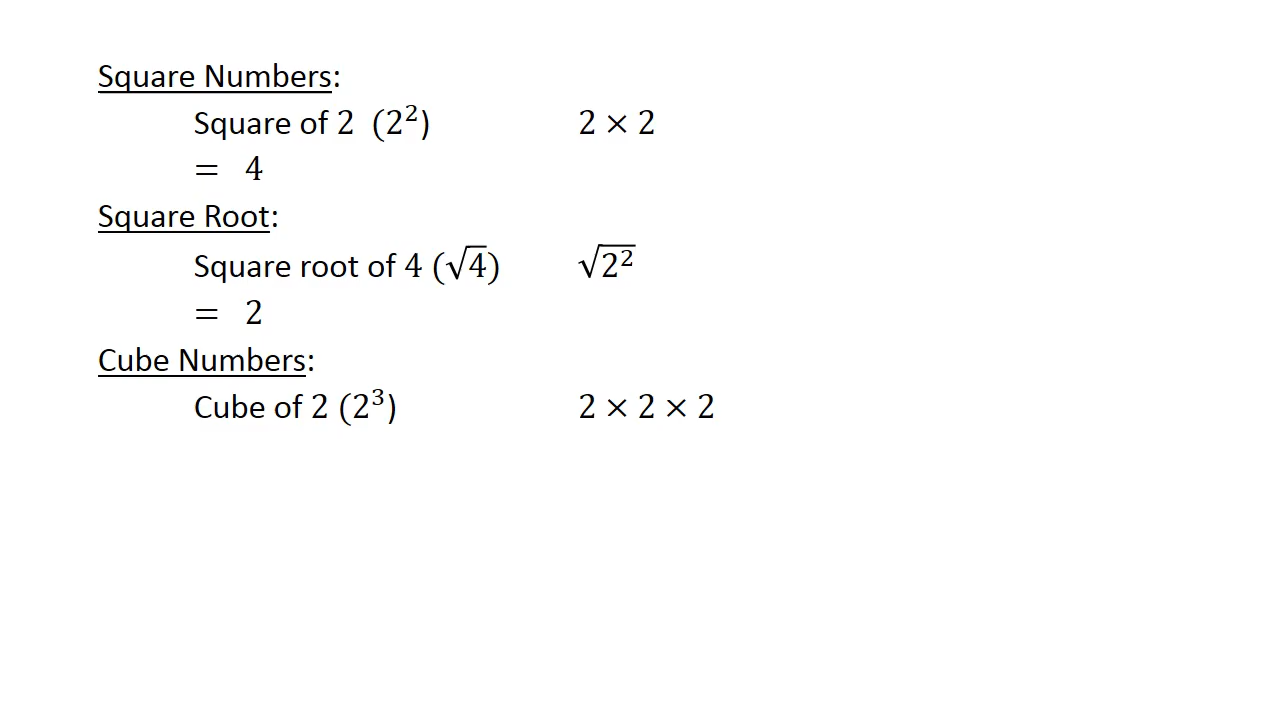 Square Numbers:
Square of 2 (2²) 2 × 2
= 4
Square Root:
Square root of 4 (√4) √2²
= 2
Cube Numbers:
Cube of 2 (2³) 2 × 2 × 2